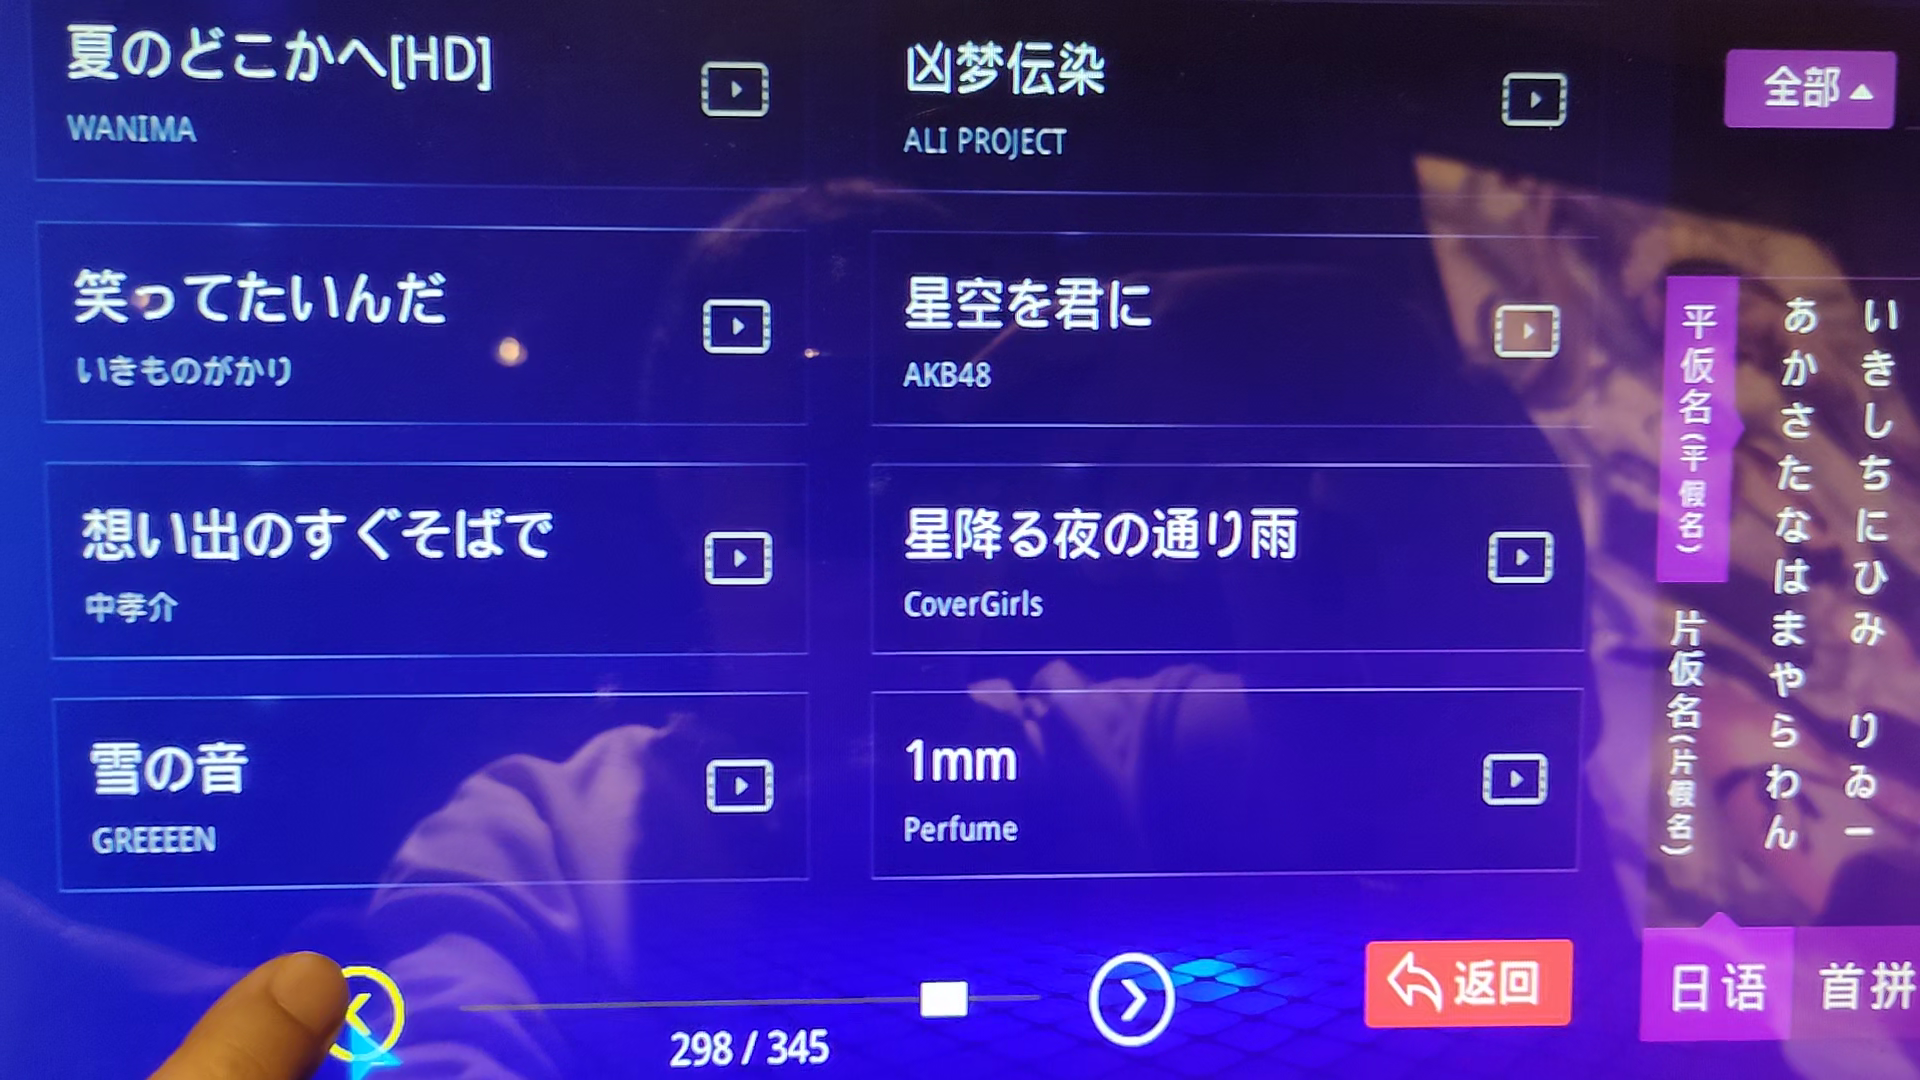 夏のどこかへ[HD]
WANIMA
凶梦伝染
ALI PROJECT
笑ってたいんだ
いきものがかり
星空を君に
AKB48
想い出のすぐそばで
中孝介
星降る夜の通り雨
CoverGirls
雪の音
GREEEEN
1mm
Perfume
298 / 345
返回
全部
平仮名(平假名)
片仮名(片假名)
あかさたなはまやらわん
いきしちにひみ りゐー
日语
首拼